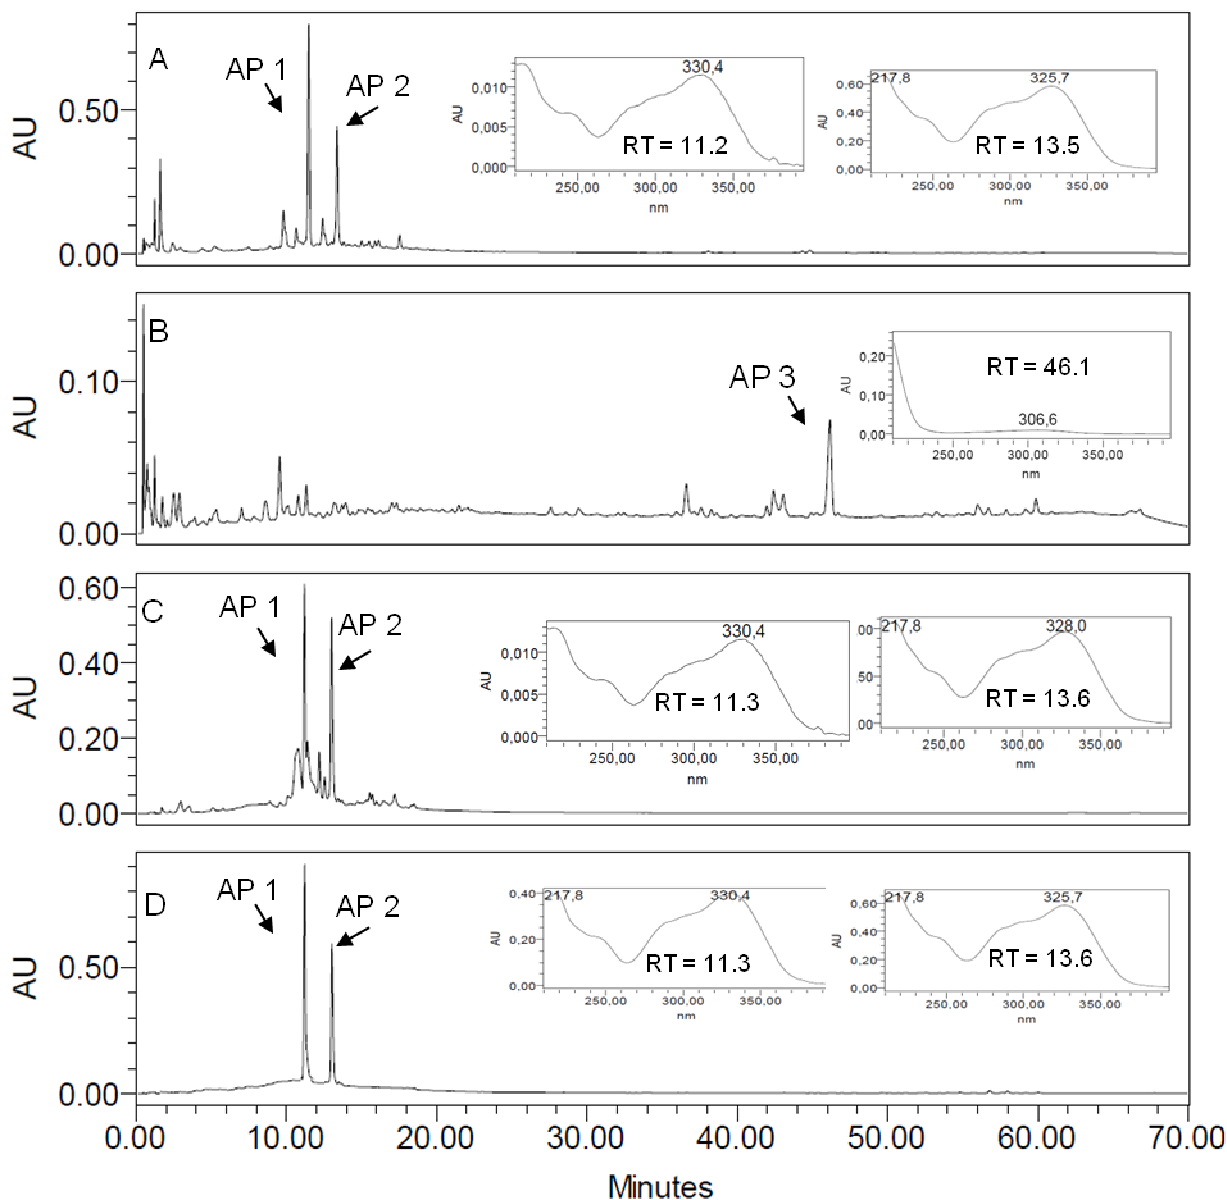 A
AP 1
AP 2
AU
0.50
0.00
330,4
AU
0,010
0,005
0,000
RT = 11.2
250,00 300,00 350,00
nm
217,8 325,7
AU
0,60
0,40
0,20
0,00
RT = 13.5
250,00 300,00 350,00
nm
B
AP 3
AU
0.10
0.00
AU
0,20
0,10
0,00
RT = 46.1
306,6
250,00 300,00 350,00
nm
C
AP 1
AP 2
AU
0.60
0.40
0.20
0.00
330,4
AU
0,010
0,005
0,000
RT = 11.3
250,00 300,00 350,00
nm
217,8 328,0
AU
00
,50
,00
RT = 13.6
250,00 300,00 350,00
nm
D
AP 1
AP 2
AU
0.50
0.00
217,8 330,4
AU
0,40
0,20
0,00
RT = 11.3
250,00 300,00 350,00
nm
217,8 325,7
AU
0,60
0,40
0,20
0,00
RT = 13.6
250,00 300,00 350,00
nm
0.00 10.00 20.00 30.00 40.00 50.00 60.00 70.00
Minutes